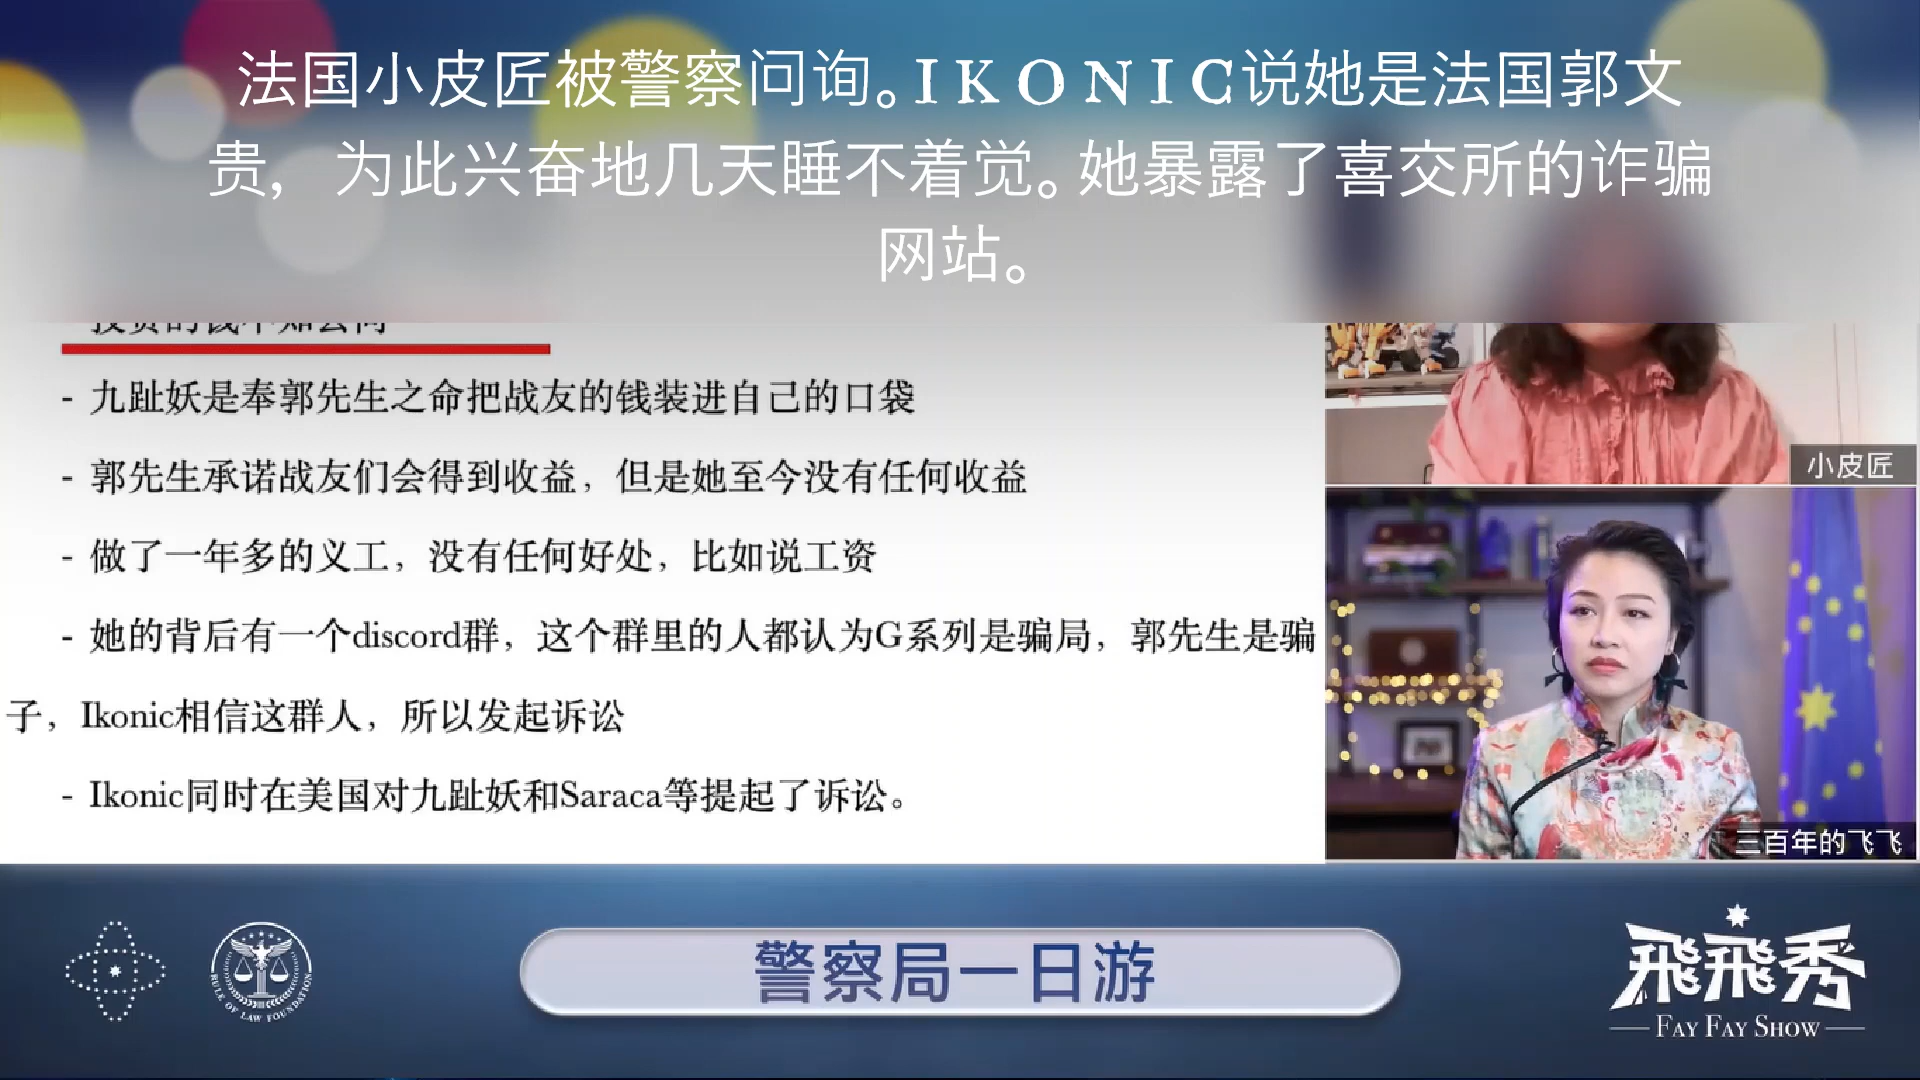 法国小皮匠被警察问询。IKONIC说她是法国郭文
贵，为此兴奋地几天睡不着觉。她暴露了喜交所的诈骗
网站。
- 九趾妖是奉郭先生之命把战友的钱装进自己的口袋
- 郭先生承诺战友们会得到收益，但是她至今没有任何收益
- 做了一年多的义工，没有任何好处，比如说工资
- 她的背后有一个discord群，这个群里的人都认为G系列是骗局，郭先生是骗
子，Ikonic相信这群人，所以发起诉讼
- Ikonic同时在美国对九趾妖和Saraca等提起了诉讼。
小皮匠
三百年的飞飞
RULE OF LAW FOUNDATION
警察局一日游
飛飛秀
FAY FAY SHOW